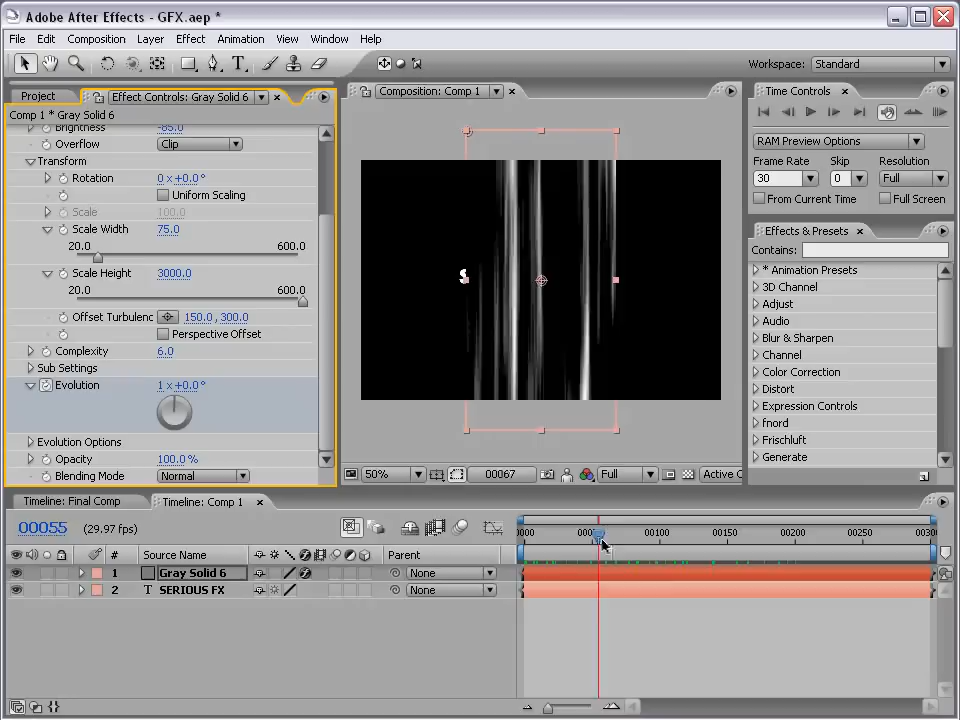 Adobe After Effects - GFX.aep *
File Edit Composition Layer Effect Animation View Window Help
Workspace: Standard
Project Effect Controls: Gray Solid 6
Comp 1 * Gray Solid 6
Brightness -85.0
Overflow Clip
Transform
Rotation 0 x+0.0°
Uniform Scaling
Scale 100.0
Scale Width 75.0
20.0 600.0
Scale Height 3000.0
20.0 600.0
Offset Turbulenc 150.0, 300.0
Perspective Offset
Complexity 6.0
Sub Settings
Evolution 1 x+0.0°
Evolution Options
Opacity 100.0 %
Blending Mode Normal
Composition: Comp 1
S
50% 00067 Full Active C
Time Controls
RAM Preview Options
Frame Rate Skip Resolution
30 0 Full
From Current Time Full Screen
Effects & Presets
Contains:
* Animation Presets
3D Channel
Adjust
Audio
Blur & Sharpen
Channel
Color Correction
Distort
Expression Controls
fnord
Frischluft
Generate
Timeline: Final Comp Timeline: Comp 1
00055 (29.97 fps)
0000 00100 00150 00200 00250 0030
# Source Name Parent
1 Gray Solid 6 None
2 T SERIOUS FX None